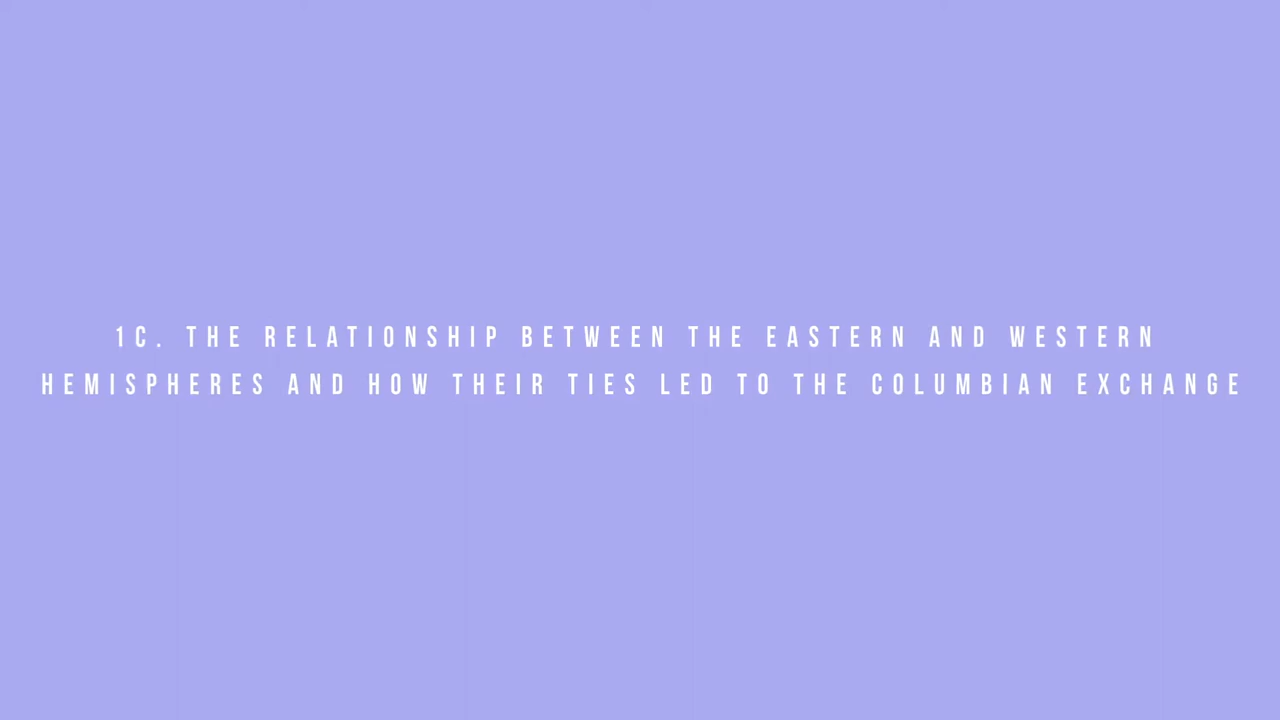 1C. THE RELATIONSHIP BETWEEN THE EASTERN AND WESTERN
HEMISPHERES AND HOW THEIR TIES LED TO THE COLUMBIAN EXCHANGE